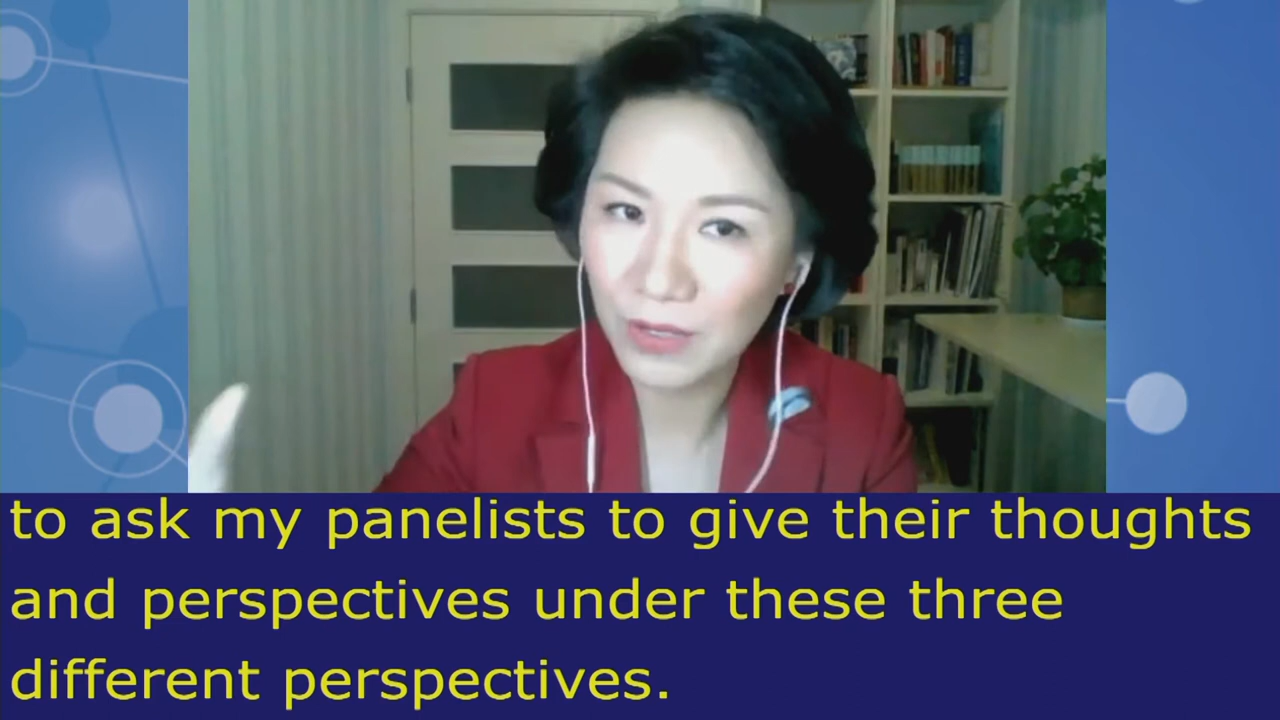 to ask my panelists to give their thoughts
and perspectives under these three
different perspectives.